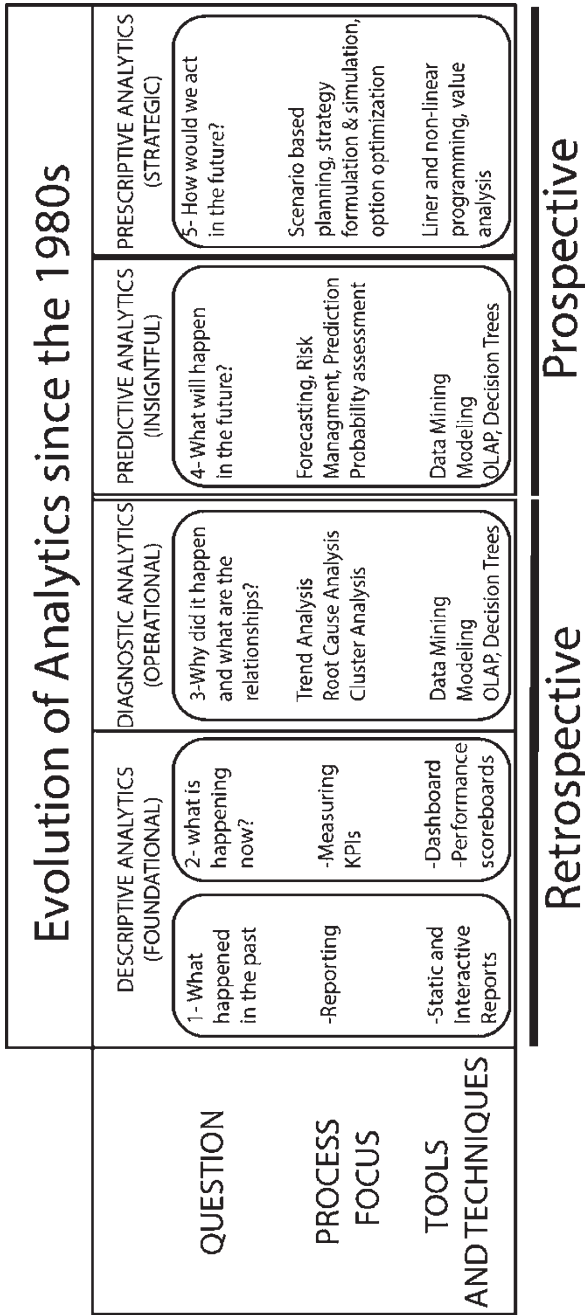 Evolution of Analytics since the 1980s
DESCRIPTIVE ANALYTICS
(FOUNDATIONAL)
DIAGNOSTIC ANALYTICS
(OPERATIONAL)
PREDICTIVE ANALYTICS
(INSIGNTFUL)
PRESCRIPTIVE ANALYTICS
(STRATEGIC)
QUESTION
1- What
happened
in the past
2- what is
happening
now?
3-Why did it happen
and what are the
relationships?
4- What will happen
in the future?
5- How would we act
in the future?
PROCESS
FOCUS
-Reporting
-Measuring
KPIs
Trend Analysis
Root Cause Analysis
Cluster Analysis
Forecasting, Risk
Managment, Prediction
Probability assessment
Scenario based
planning, strategy
formulation & simulation,
option optimization
TOOLS
AND TECHNIQUES
-Static and
Interactive
Reports
-Dashboard
-Performance
scoreboards
Data Mining
Modeling
OLAP, Decision Trees
Data Mining
Modeling
OLAP, Decision Trees
Liner and non-linear
programming, value
analysis
Retrospective
Prospective